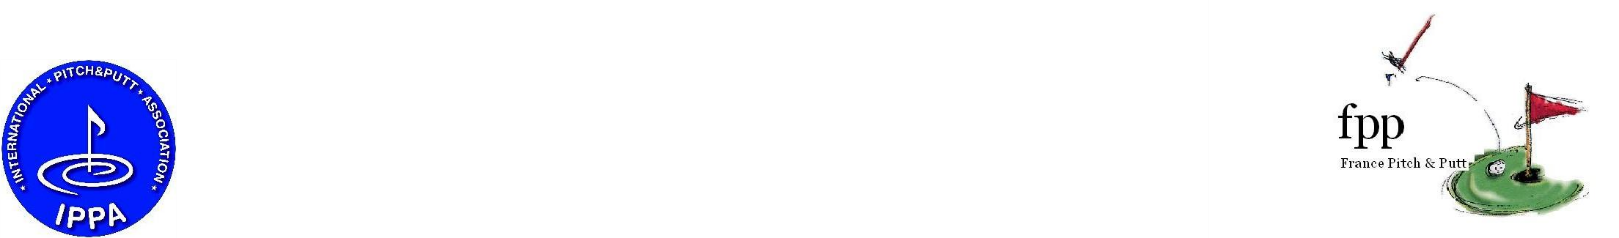 * INTERNATIONAL * PITCH&PUTT * ASSOCIATION *
IPPA
fpp
France Pitch & Putt